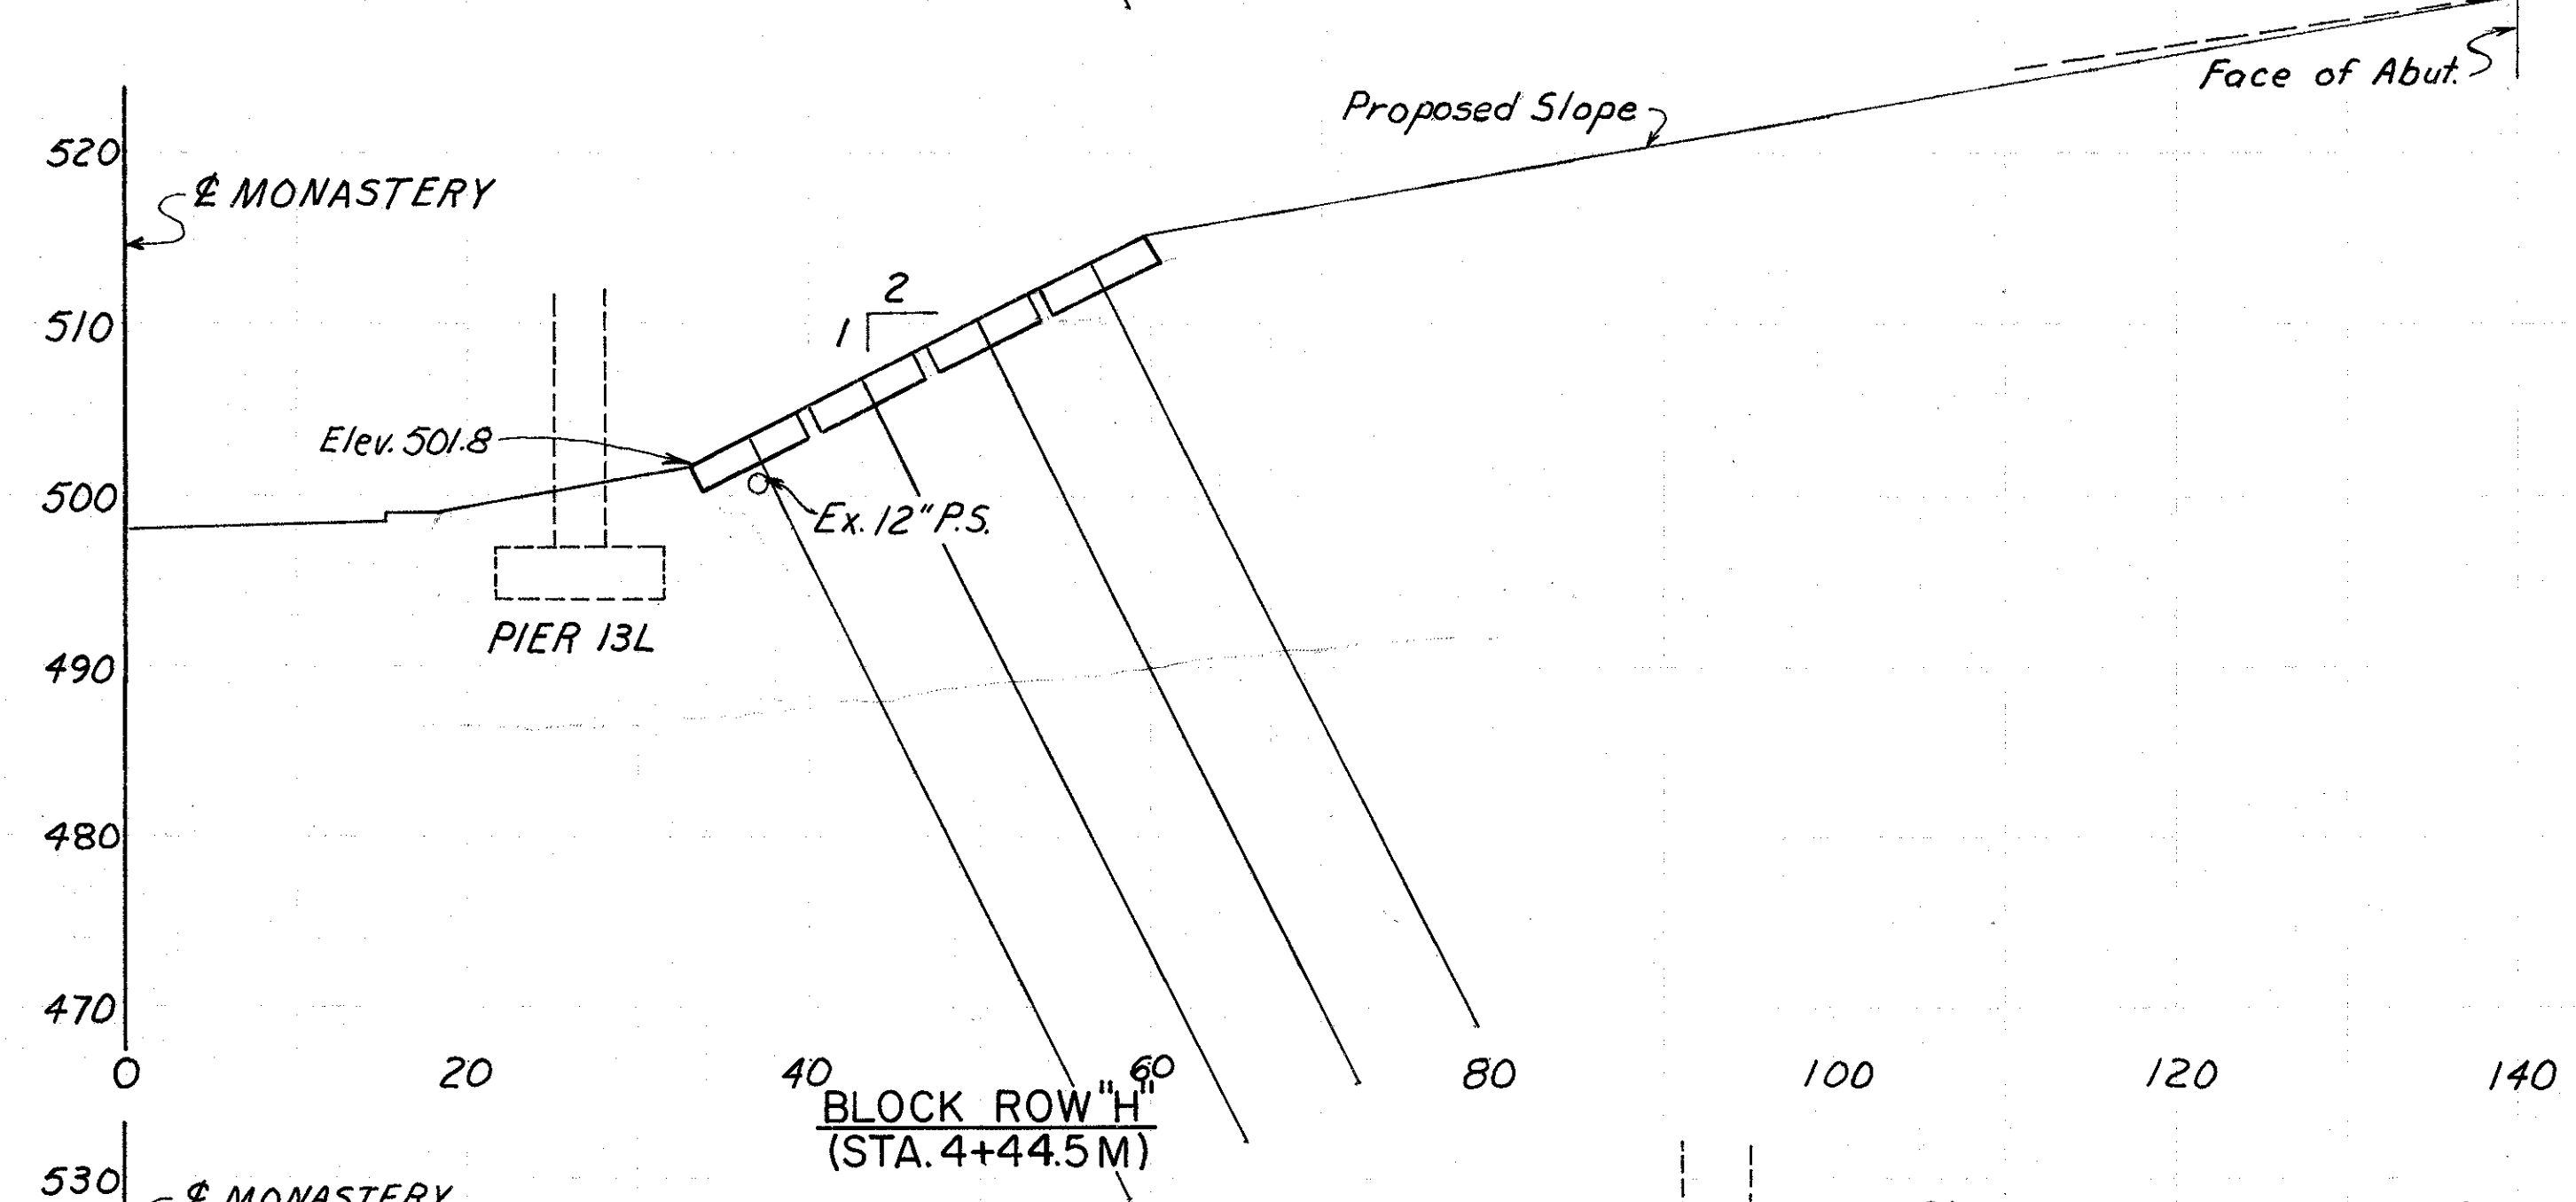 Face of Abut.
Proposed Slope
520
℄ MONASTERY
2
510
1
Elev. 501.8
500
Ex. 12" P.S.
PIER 13L
490
480
470
0 20 40 60 80 100 120 140
BLOCK ROW "H"
(STA. 4+44.5 M)
530
℄ MONASTERY